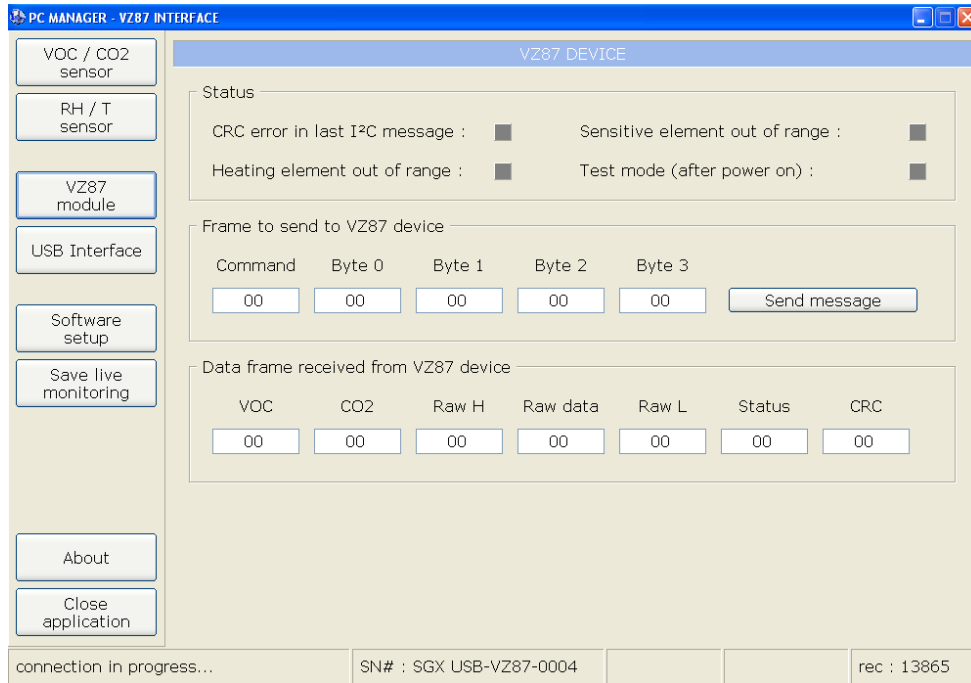 PC MANAGER - VZ87 INTERFACE
VOC / CO2
sensor
RH / T
sensor
VZ87
module
USB Interface
Software
setup
Save live
monitoring
About
Close
application
VZ87 DEVICE
Status
CRC error in last I²C message :
Sensitive element out of range :
Heating element out of range :
Test mode (after power on) :
Frame to send to VZ87 device
Command Byte 0 Byte 1 Byte 2 Byte 3
00 00 00 00 00 Send message
Data frame received from VZ87 device
VOC CO2 Raw H Raw data Raw L Status CRC
00 00 00 00 00 00 00
connection in progress... SN# : SGX USB-VZ87-0004 rec : 13865